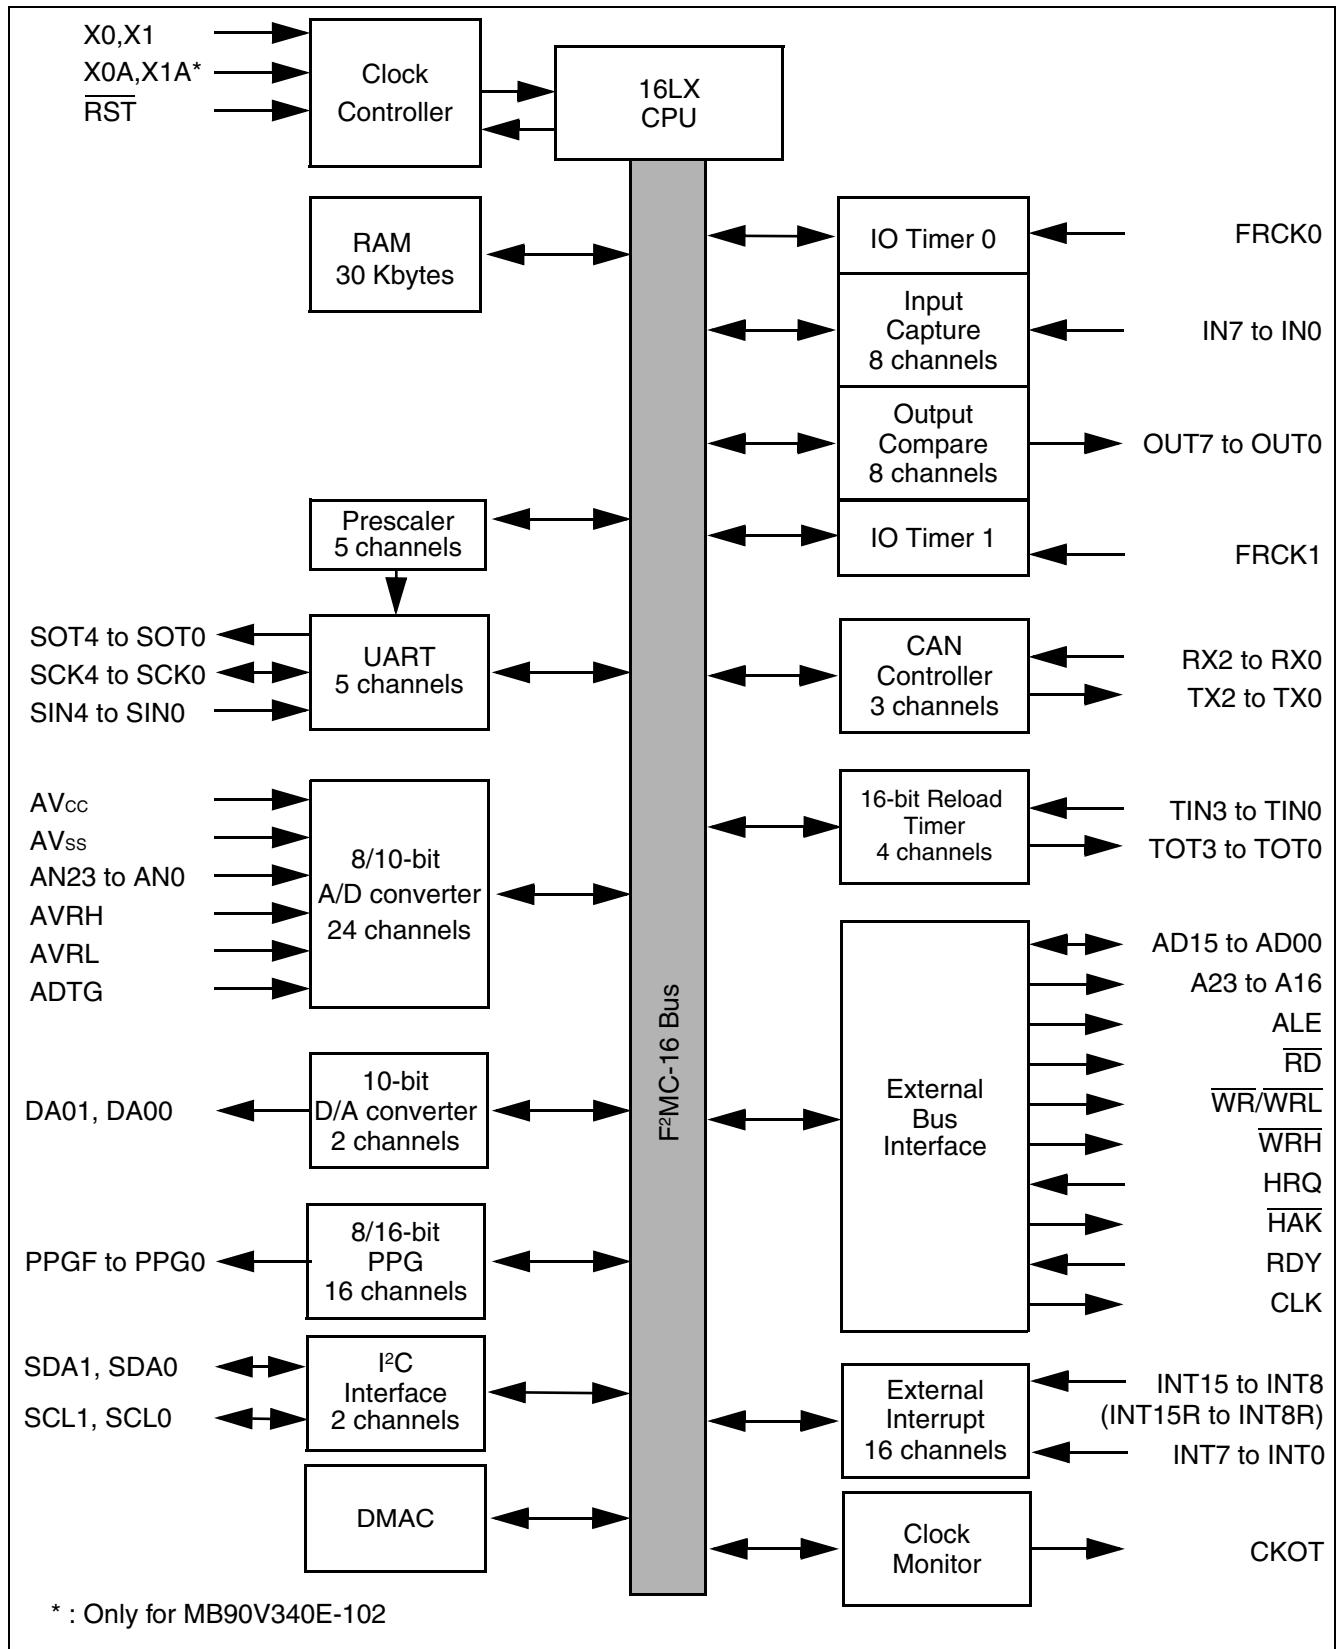 X0,X1
X0A,X1A*
RST
Clock
Controller
16LX
CPU
RAM
30 Kbytes
Prescaler
5 channels
SOT4 to SOT0
SCK4 to SCK0
SIN4 to SIN0
UART
5 channels
AVcc
AVss
AN23 to AN0
AVRH
AVRL
ADTG
8/10-bit
A/D converter
24 channels
DA01, DA00
10-bit
D/A converter
2 channels
PPGF to PPG0
8/16-bit
PPG
16 channels
SDA1, SDA0
SCL1, SCL0
I²C
Interface
2 channels
DMAC
F²MC-16 Bus
IO Timer 0
FRCK0
Input
Capture
8 channels
IN7 to IN0
Output
Compare
8 channels
OUT7 to OUT0
IO Timer 1
FRCK1
CAN
Controller
3 channels
RX2 to RX0
TX2 to TX0
16-bit Reload
Timer
4 channels
TIN3 to TIN0
TOT3 to TOT0
External
Bus
Interface
AD15 to AD00
A23 to A16
ALE
RD
WR/WRL
WRH
HRQ
HAK
RDY
CLK
External
Interrupt
16 channels
INT15 to INT8
(INT15R to INT8R)
INT7 to INT0
Clock
Monitor
CKOT
* : Only for MB90V340E-102